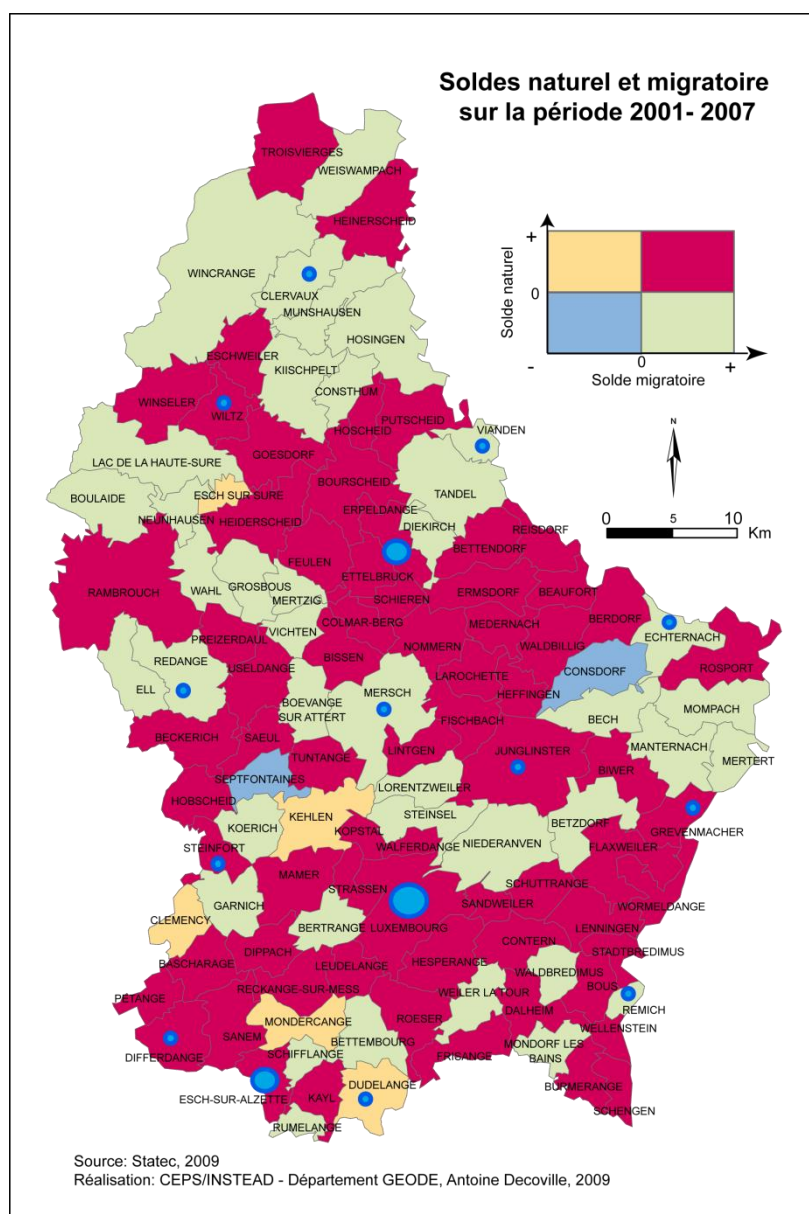 Soldes naturel et migratoire
sur la période 2001- 2007
TROISVIERGES
WEISWAMPACH
HEINERSCHEID
+
Solde naturel
0
-
0
+
Solde migratoire
WINCRANGE
CLERVAUX
MUNSHAUSEN
HOSINGEN
ESCHWEILER
KIISCHPELT
CONSTHUM
WINSELER
WILTZ
PUTSCHEID
HOSCHEID
VIANDEN
N
GOESDORF
LAC DE LA HAUTE-SURE
BOURSCHEID
TANDEL
BOULAIDE
ESCH SUR SURE
ERPELDANGE
NEUNHAUSEN
HEIDERSCHEID
DIEKIRCH
REISDORF
0 5 10
Km
BETTENDORF
FEULEN
ETTELBRUCK
RAMBROUCH
WAHL
GROSBOUS
MERTZIG
SCHIEREN
ERMSDORF
BEAUFORT
BERDORF
COLMAR-BERG
MEDERNACH
VICHTEN
PREIZERDAUL
NOMMERN
WALDBILLIG
ECHTERNACH
REDANGE
USELDANGE
BISSEN
LAROCHETTE
CONSDORF
ROSPORT
ELL
MERSCH
HEFFINGEN
BOEVANGE
SUR ATTERT
FISCHBACH
BECH
MOMPACH
BECKERICH
SAEUL
TUNTANGE
LINTGEN
JUNGLINSTER
MANTERNACH
MERTERT
SEPTFONTAINES
BIWER
LORENTZWEILER
HOBSCHEID
KEHLEN
STEINSEL
BETZDORF
KOERICH
KOPSTAL
GREVENMACHER
STEINFORT
WALFERDANGE
NIEDERANVEN
FLAXWEILER
MAMER
STRASSEN
SCHUTTRANGE
GARNICH
SANDWEILER
WORMELDANGE
CLEMENCY
BERTRANGE
LUXEMBOURG
LENNINGEN
CONTERN
STADTBREDIMUS
BASCHARAGE
DIPPACH
LEUDELANGE
HESPERANGE
WALDBREDIMUS
BOUS
RECKANGE-SUR-MESS
WEILER LA TOUR
PETANGE
DALHEIM
REMICH
MONDERCANGE
ROESER
WELLENSTEIN
SANEM
BETTEMBOURG
DIFFERDANGE
SCHIFFLANGE
FRISANGE
MONDORF LES
BAINS
DUDELANGE
BURMERANGE
ESCH-SUR-ALZETTE
KAYL
SCHENGEN
RUMELANGE
Source: Statec, 2009
Réalisation: CEPS/INSTEAD - Département GEODE, Antoine Decoville, 2009